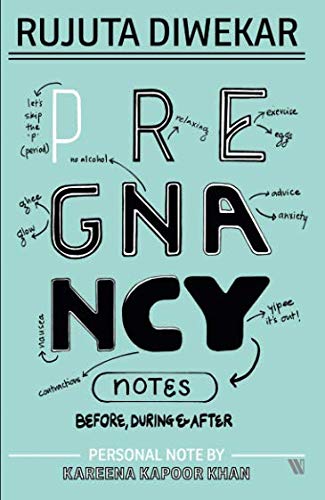 RUJUTA DIWEKAR
let's
skip
the
'p'
(period)
P R E
relaxing
exercise
eggs
no alcohol
ghee
glow
GNA
advice
anxiety
NCY
nausea
yipee
it's out!
contractions
NOTES
BEFORE, DURING & AFTER
PERSONAL NOTE BY
KAREENA KAPOOR KHAN
W